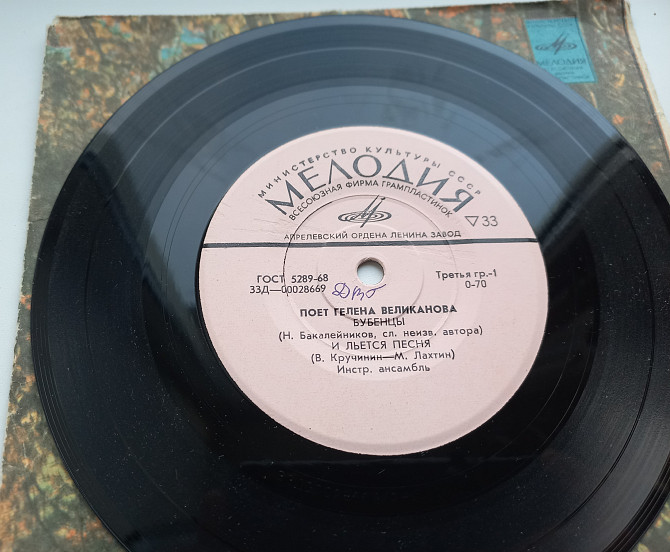 МЕЛОДИЯ
МИНИСТЕРСТВО КУЛЬТУРЫ СССР
МЕЛОДИЯ
ВСЕСОЮЗНАЯ ФИРМА ГРАМПЛАСТИНОК
33
АПРЕЛЕВСКИЙ ОРДЕНА ЛЕНИНА ЗАВОД
ГОСТ 5289-68 Третья гр.-1
33Д—00028669 0-70
ПОЕТ ГЕЛЕНА ВЕЛИКАНОВА
БУБЕНЦЫ
(Н. Бакалейников, сл. неизв. автора)
И ЛЬЕТСЯ ПЕСНЯ
(В. Кручинин—М. Лахтин)
Инстр. ансамбль